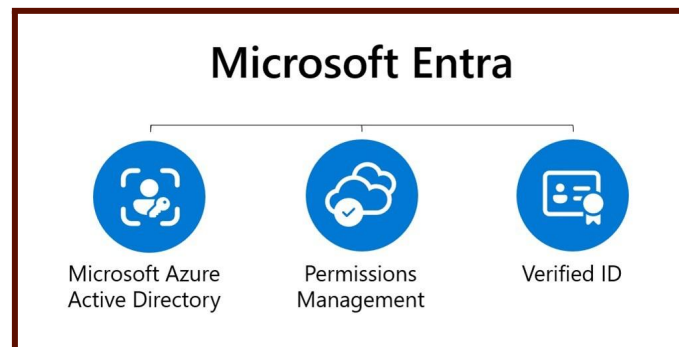 Microsoft Entra
Microsoft Azure
Active Directory
Permissions
Management
Verified ID